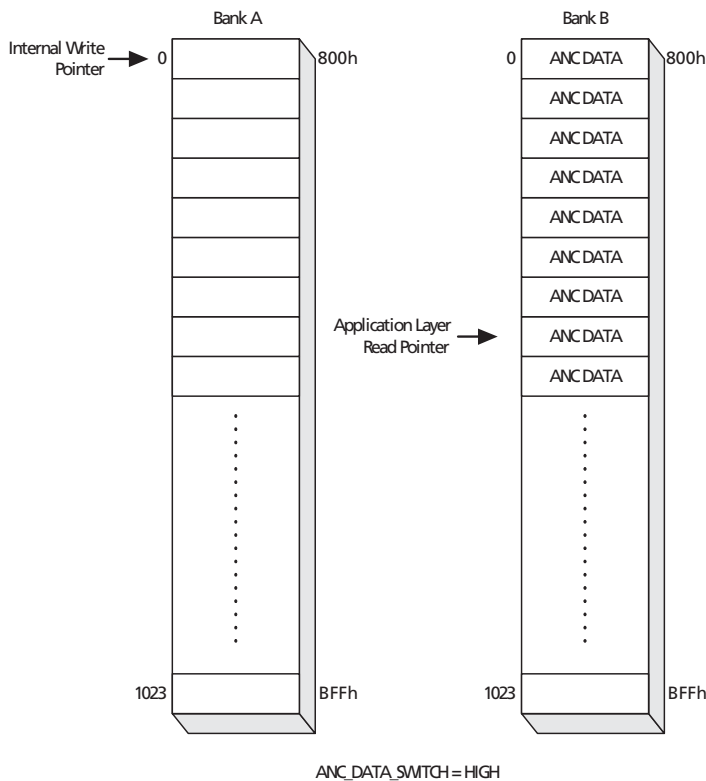 Bank A
Bank B
Internal Write
Pointer
0
800h
0
ANC DATA
800h
ANC DATA
ANC DATA
ANC DATA
ANC DATA
ANC DATA
ANC DATA
Application Layer
Read Pointer
ANC DATA
ANC DATA
1023
BFFh
1023
BFFh
ANC_DATA_SWITCH = HIGH